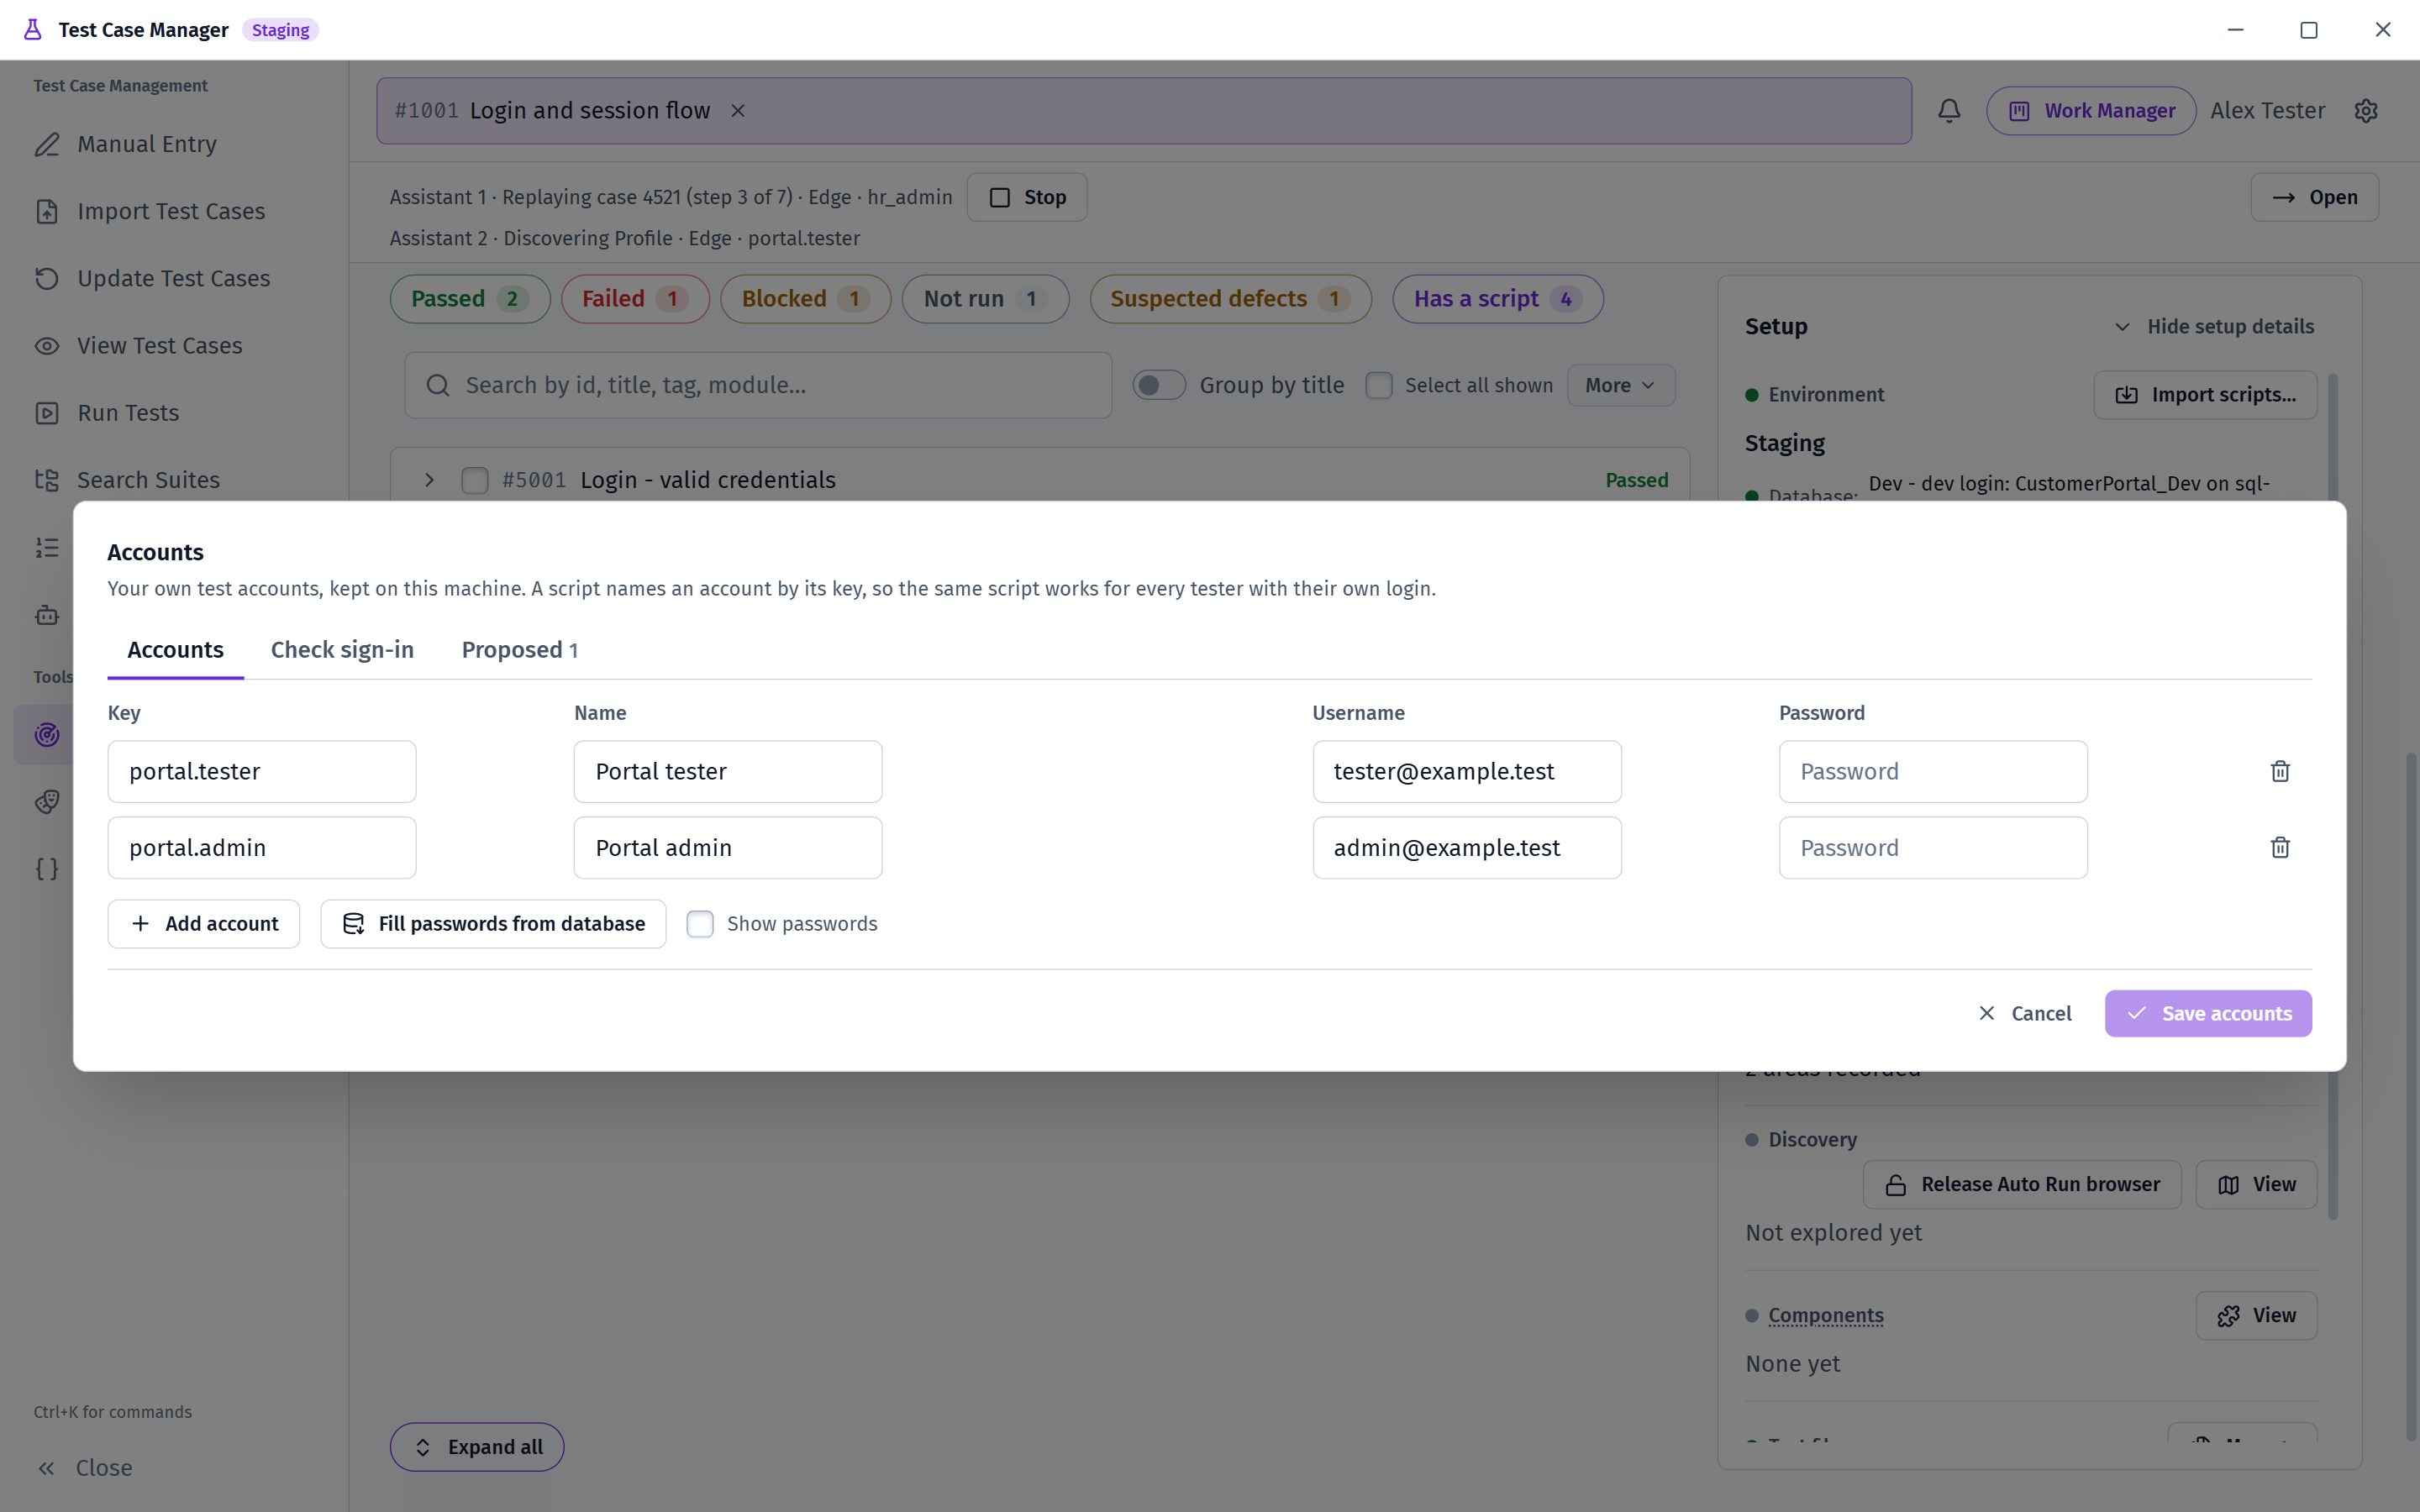 Test Case Manager Staging
Test Case Management
Manual Entry
Import Test Cases
Update Test Cases
View Test Cases
Run Tests
Search Suites
Tools
Ctrl+K for commands
Close
#1001 Login and session flow
Work Manager
Alex Tester
Assistant 1 · Replaying case 4521 (step 3 of 7) · Edge · hr_admin
Stop
Open
Assistant 2 · Discovering Profile · Edge · portal.tester
Passed 2
Failed 1
Blocked 1
Not run 1
Suspected defects 1
Has a script 4
Search by id, title, tag, module...
Group by title
Select all shown
More
#5001 Login - valid credentials
Passed
Setup
Hide setup details
Environment
Import scripts...
Staging
Database: Dev - dev login: CustomerPortal_Dev on sql-
Accounts
Your own test accounts, kept on this machine. A script names an account by its key, so the same script works for every tester with their own login.
Accounts
Check sign-in
Proposed 1
Key Name Username Password
portal.tester Portal tester tester@example.test Password
portal.admin Portal admin admin@example.test Password
Add account
Fill passwords from database
Show passwords
Cancel
Save accounts
2 areas recorded
Discovery
Release Auto Run browser
View
Not explored yet
Components
View
None yet
Expand all